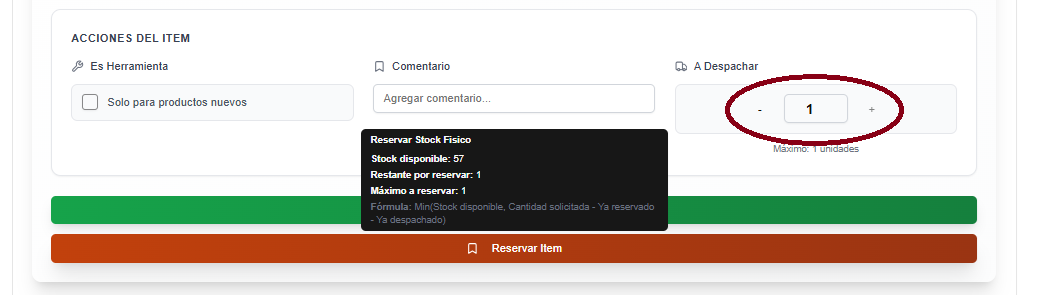 ACCIONES DEL ITEM
Es Herramienta
Comentario
A Despachar
Solo para productos nuevos
Agregar comentario...
- 1 +
Máximo: 1 unidades
Reservar Stock Fisico
Stock disponible: 57
Restante por reservar: 1
Máximo a reservar: 1
Fórmula: Min(Stock disponible, Cantidad solicitada - Ya reservado
- Ya despachado)
Reservar Item